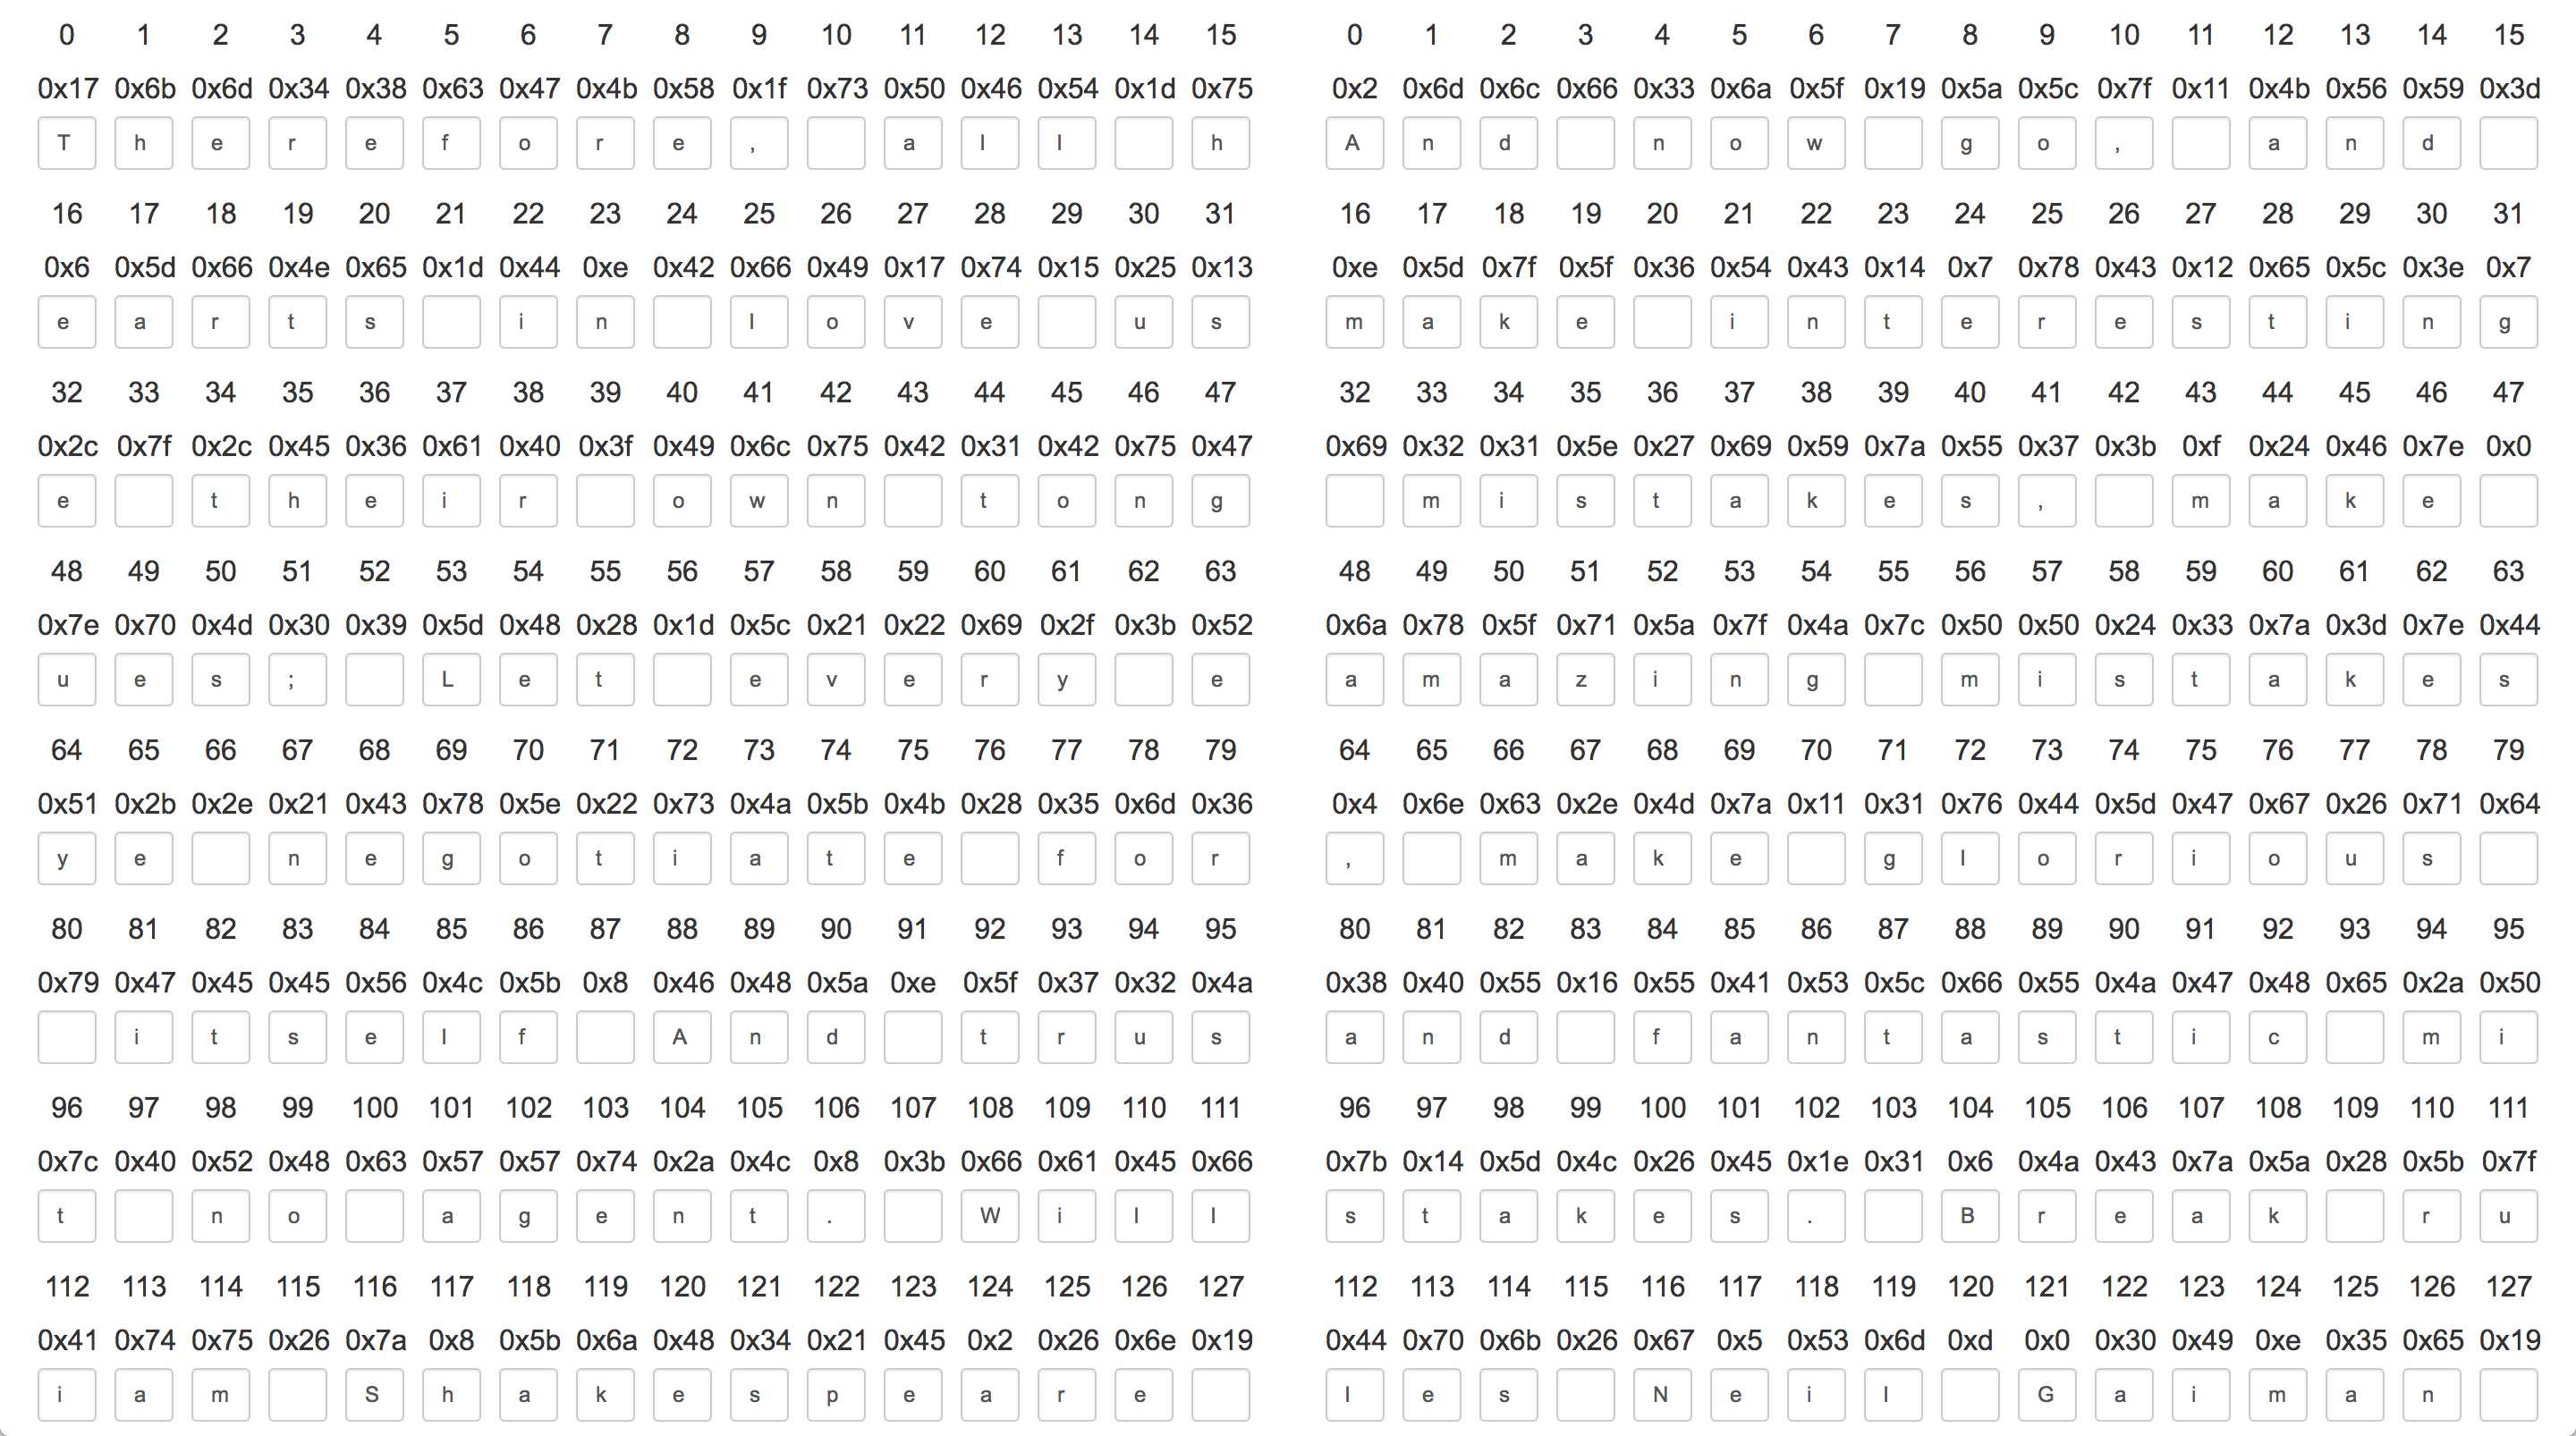 0 1 2 3 4 5 6 7 8 9 10 11 12 13 14 15
0x17 0x6b 0x6d 0x34 0x38 0x63 0x47 0x4b 0x58 0x1f 0x73 0x50 0x46 0x54 0x1d 0x75
T h e r e f o r e , a l l h
16 17 18 19 20 21 22 23 24 25 26 27 28 29 30 31
0x6 0x5d 0x66 0x4e 0x65 0x1d 0x44 0xe 0x42 0x66 0x49 0x17 0x74 0x15 0x25 0x13
e a r t s i n l o v e u s
32 33 34 35 36 37 38 39 40 41 42 43 44 45 46 47
0x2c 0x7f 0x2c 0x45 0x36 0x61 0x40 0x3f 0x49 0x6c 0x75 0x42 0x31 0x42 0x75 0x47
e t h e i r o w n t o n g
48 49 50 51 52 53 54 55 56 57 58 59 60 61 62 63
0x7e 0x70 0x4d 0x30 0x39 0x5d 0x48 0x28 0x1d 0x5c 0x21 0x22 0x69 0x2f 0x3b 0x52
u e s ; L e t e v e r y e
64 65 66 67 68 69 70 71 72 73 74 75 76 77 78 79
0x51 0x2b 0x2e 0x21 0x43 0x78 0x5e 0x22 0x73 0x4a 0x5b 0x4b 0x28 0x35 0x6d 0x36
y e n e g o t i a t e f o r
80 81 82 83 84 85 86 87 88 89 90 91 92 93 94 95
0x79 0x47 0x45 0x45 0x56 0x4c 0x5b 0x8 0x46 0x48 0x5a 0xe 0x5f 0x37 0x32 0x4a
i t s e l f A n d t r u s
96 97 98 99 100 101 102 103 104 105 106 107 108 109 110 111
0x7c 0x40 0x52 0x48 0x63 0x57 0x57 0x74 0x2a 0x4c 0x8 0x3b 0x66 0x61 0x45 0x66
t n o a g e n t . W i l l
112 113 114 115 116 117 118 119 120 121 122 123 124 125 126 127
0x41 0x74 0x75 0x26 0x7a 0x8 0x5b 0x6a 0x48 0x34 0x21 0x45 0x2 0x26 0x6e 0x19
i a m S h a k e s p e a r e
0 1 2 3 4 5 6 7 8 9 10 11 12 13 14 15
0x2 0x6d 0x6c 0x66 0x33 0x6a 0x5f 0x19 0x5a 0x5c 0x7f 0x11 0x4b 0x56 0x59 0x3d
A n d n o w g o , a n d
16 17 18 19 20 21 22 23 24 25 26 27 28 29 30 31
0xe 0x5d 0x7f 0x5f 0x36 0x54 0x43 0x14 0x7 0x78 0x43 0x12 0x65 0x5c 0x3e 0x7
m a k e i n t e r e s t i n g
32 33 34 35 36 37 38 39 40 41 42 43 44 45 46 47
0x69 0x32 0x31 0x5e 0x27 0x69 0x59 0x7a 0x55 0x37 0x3b 0xf 0x24 0x46 0x7e 0x0
m i s t a k e s , m a k e
48 49 50 51 52 53 54 55 56 57 58 59 60 61 62 63
0x6a 0x78 0x5f 0x71 0x5a 0x7f 0x4a 0x7c 0x50 0x50 0x24 0x33 0x7a 0x3d 0x7e 0x44
a m a z i n g m i s t a k e s
64 65 66 67 68 69 70 71 72 73 74 75 76 77 78 79
0x4 0x6e 0x63 0x2e 0x4d 0x7a 0x11 0x31 0x76 0x44 0x5d 0x47 0x67 0x26 0x71 0x64
, m a k e g l o r i o u s
80 81 82 83 84 85 86 87 88 89 90 91 92 93 94 95
0x38 0x40 0x55 0x16 0x55 0x41 0x53 0x5c 0x66 0x55 0x4a 0x47 0x48 0x65 0x2a 0x50
a n d f a n t a s t i c m i
96 97 98 99 100 101 102 103 104 105 106 107 108 109 110 111
0x7b 0x14 0x5d 0x4c 0x26 0x45 0x1e 0x31 0x6 0x4a 0x43 0x7a 0x5a 0x28 0x5b 0x7f
s t a k e s . B r e a k r u
112 113 114 115 116 117 118 119 120 121 122 123 124 125 126 127
0x44 0x70 0x6b 0x26 0x67 0x5 0x53 0x6d 0xd 0x0 0x30 0x49 0xe 0x35 0x65 0x19
l e s N e i l G a i m a n